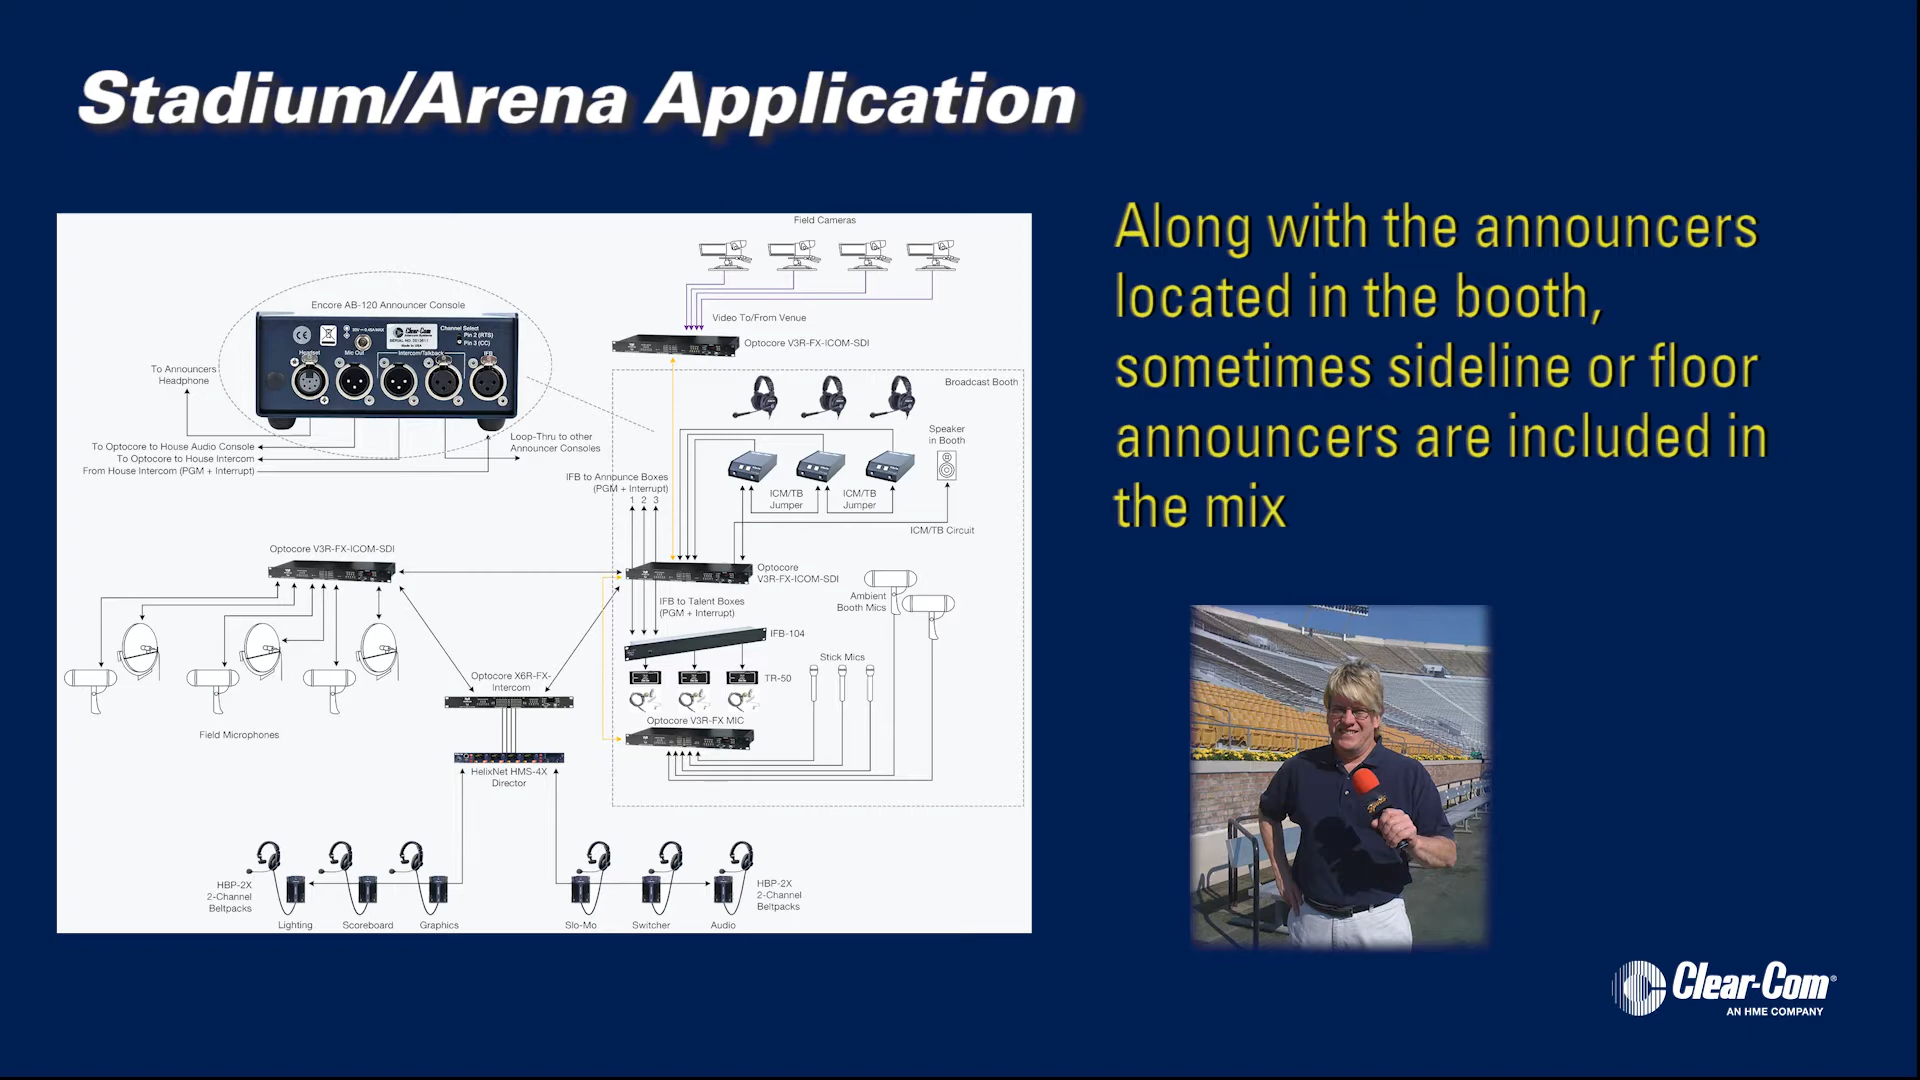 Stadium/Arena Application
Along with the announcers
located in the booth,
sometimes sideline or floor
announcers are included in
the mix
Field Cameras
Video To/From Venue
Optocore V3R-FX-ICOM-SDI
Encore AB-120 Announcer Console
Clear-Com
Channel Select
Pin 2 (RTS)
Pin 3 (CC)
Headset
Mic Out
Intercom/Talkback
IFB
To Announcers
Headphone
To Optocore to House Audio Console
To Optocore to House Intercom
From House Intercom (PGM + Interrupt)
Loop-Thru to other
Announcer Consoles
Broadcast Booth
Speaker
in Booth
IFB to Announce Boxes
(PGM + Interrupt)
1 2 3
ICM/TB
Jumper
ICM/TB
Jumper
ICM/TB Circuit
Optocore V3R-FX-ICOM-SDI
Optocore
V3R-FX-ICOM-SDI
Ambient
Booth Mics
IFB to Talent Boxes
(PGM + Interrupt)
IFB-104
Stick Mics
TR-50
Optocore X6R-FX-
Intercom
Optocore V3R-FX MIC
Field Microphones
HelixNet HMS-4X
Director
HBP-2X
2-Channel
Beltpacks
HBP-2X
2-Channel
Beltpacks
Lighting
Scoreboard
Graphics
Slo-Mo
Switcher
Audio
Clear-Com®
AN HME COMPANY